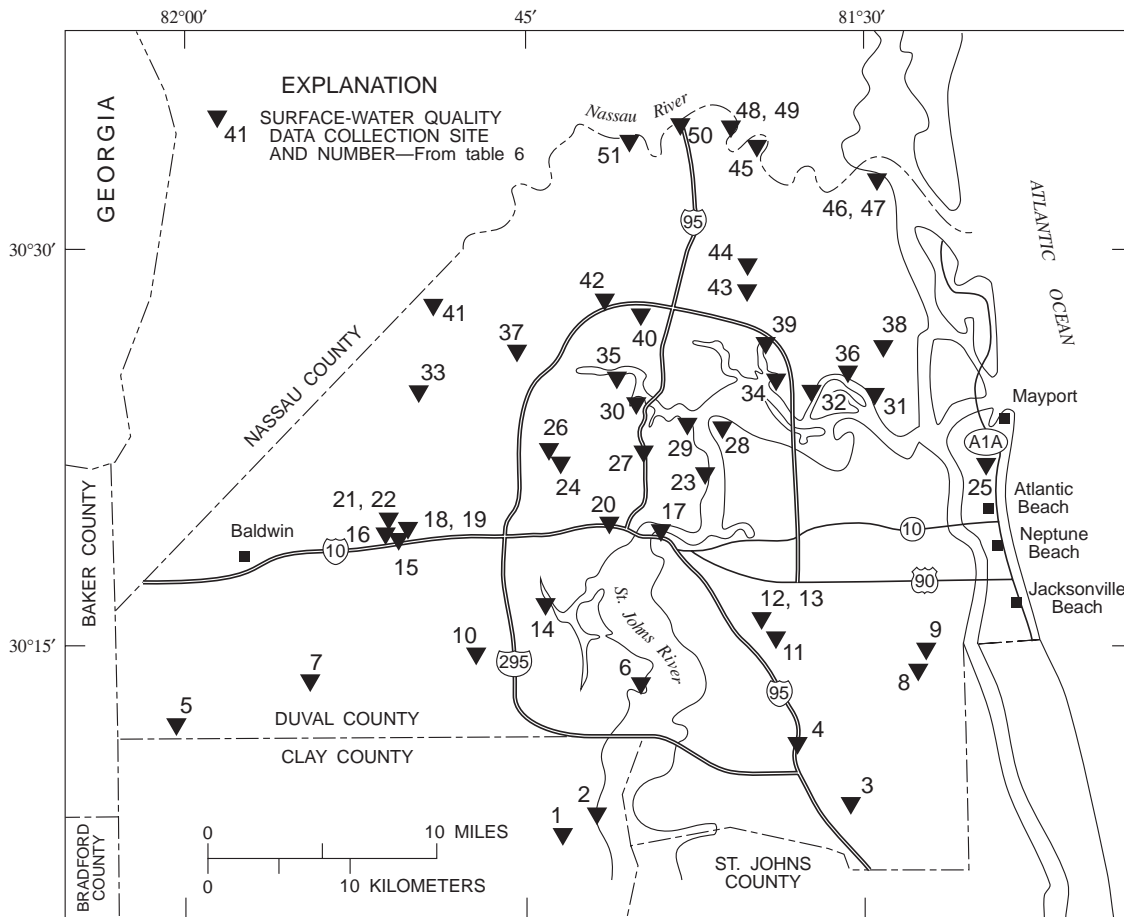 82°00′
45′
81°30′
EXPLANATION
41
SURFACE-WATER QUALITY
DATA COLLECTION SITE
AND NUMBER—From table 6
GEORGIA
Nassau River
48, 49
50
51
45
46, 47
ATLANTIC OCEAN
30°30′
95
44
43
42
41
40
39
38
37
36
35
34
33
32
31
30
NASSAU COUNTY
Mayport
A1A
29
28
27
26
25
24
23
Atlantic
Beach
21, 22
20
18, 19
17
16
15
Baldwin
10
10
Neptune
Beach
90
Jacksonville
Beach
BAKER COUNTY
St. Johns River
12, 13
14
11
30°15′
10
295
9
8
7
6
95
5
DUVAL COUNTY
CLAY COUNTY
4
3
2
1
0
10 MILES
0
10 KILOMETERS
BRADFORD
COUNTY
ST. JOHNS
COUNTY